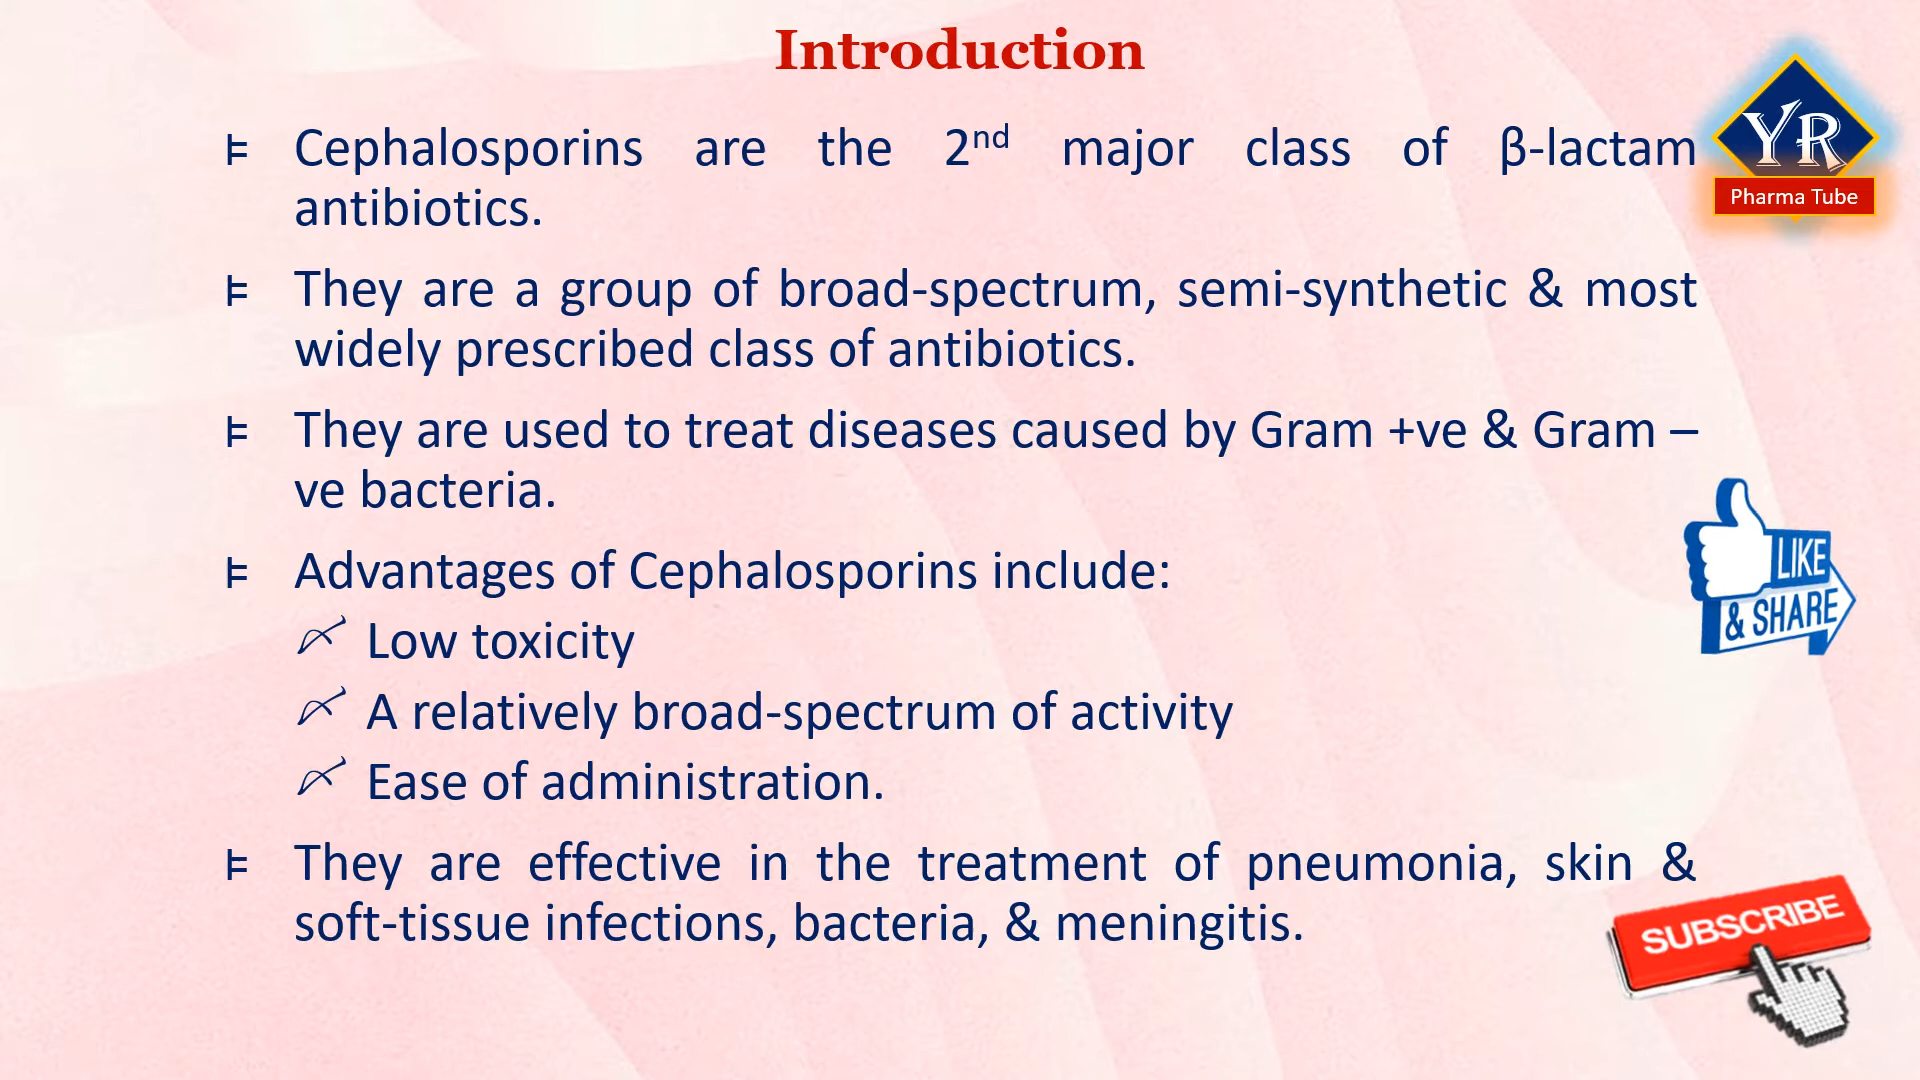 Introduction
Cephalosporins are the 2nd major class of β-lactam
antibiotics.
They are a group of broad-spectrum, semi-synthetic & most
widely prescribed class of antibiotics.
They are used to treat diseases caused by Gram +ve & Gram –
ve bacteria.
Advantages of Cephalosporins include:
Low toxicity
A relatively broad-spectrum of activity
Ease of administration.
They are effective in the treatment of pneumonia, skin &
soft-tissue infections, bacteria, & meningitis.
YR
Pharma Tube
LIKE
& SHARE
SUBSCRIBE